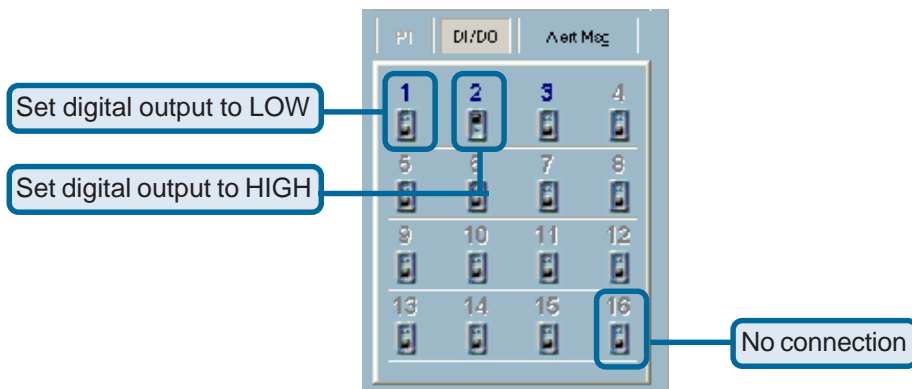 PT DI/DO Alert Msg
Set digital output to LOW
1 2 3 4
5 6 7 8
Set digital output to HIGH
9 10 11 12
13 14 15 16
No connection